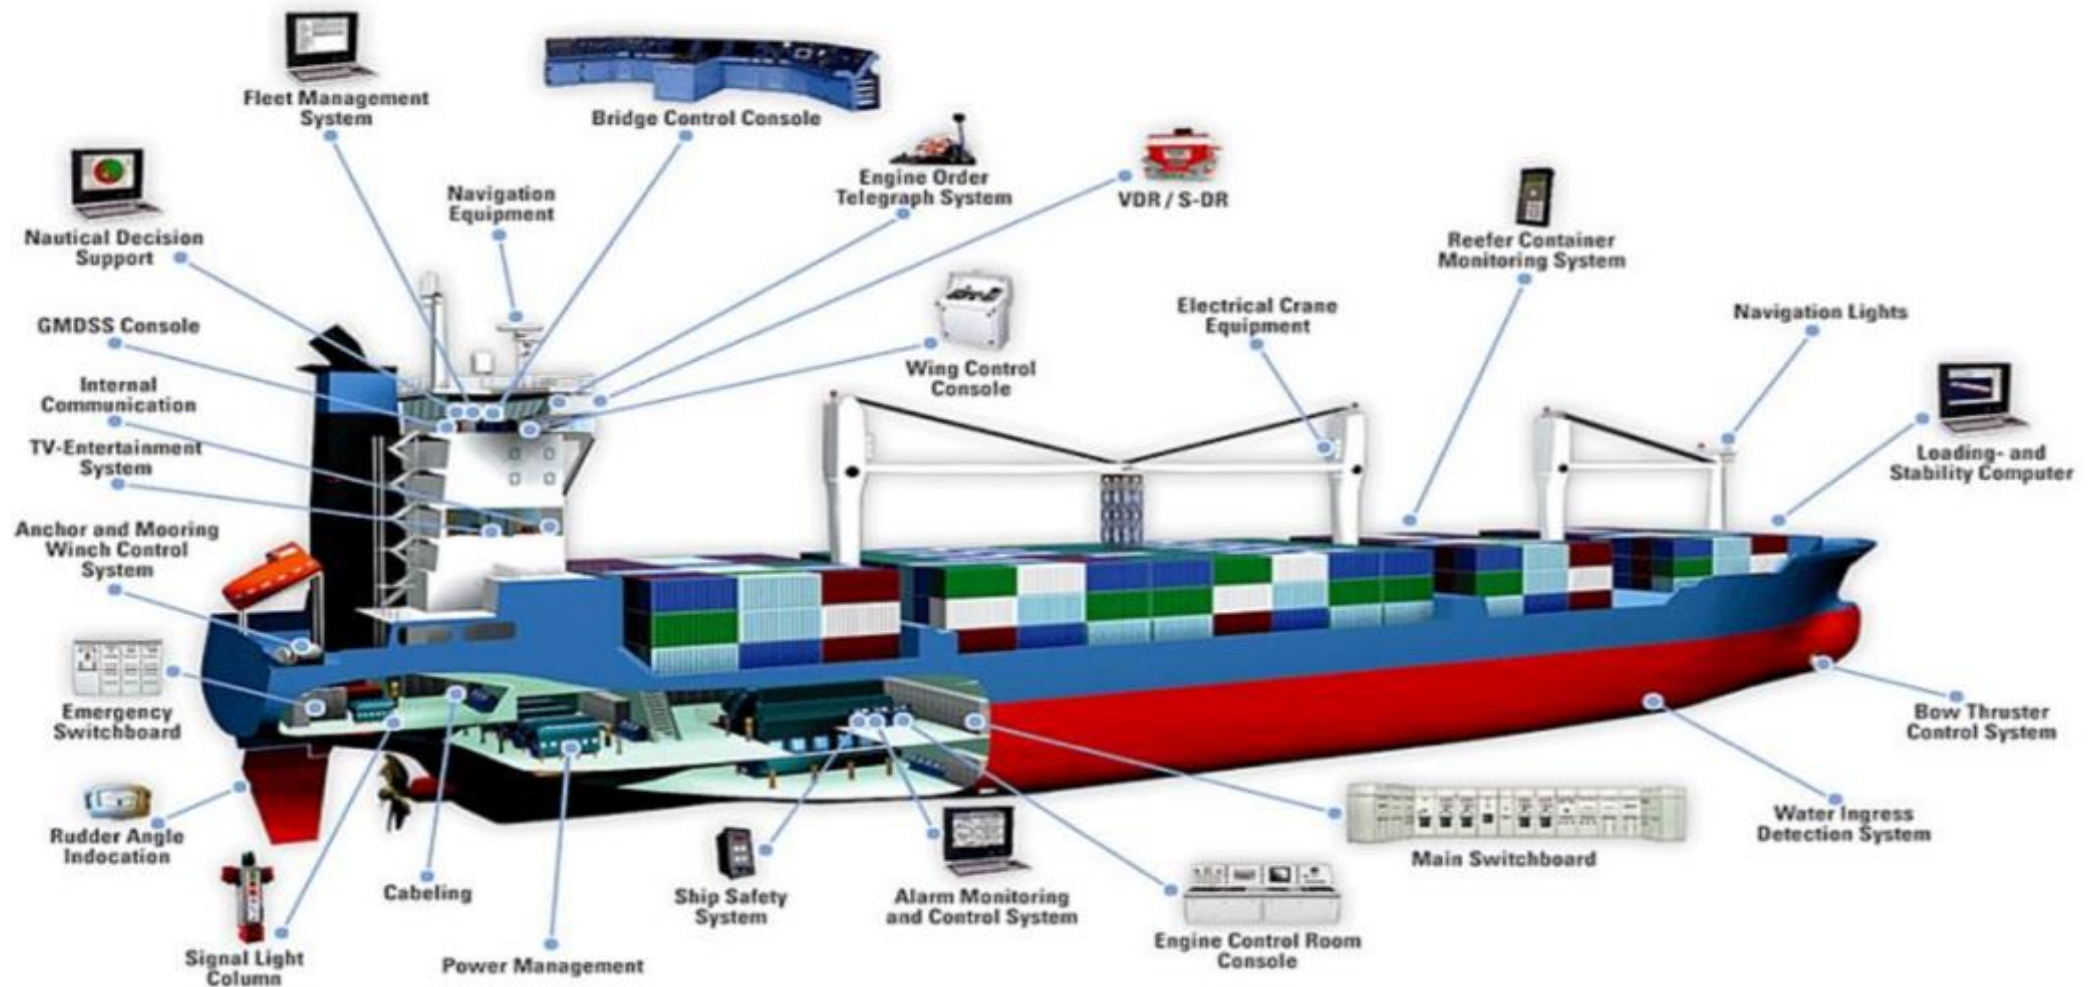 Fleet Management
System
Bridge Control Console
Nautical Decision
Support
Navigation
Equipment
Engine Order
Telegraph System
VDR / S-DR
Reefer Container
Monitoring System
GMDSS Console
Internal
Communication
TV-Entertainment
System
Wing Control
Console
Electrical Crane
Equipment
Navigation Lights
Loading- and
Stability Computer
Anchor and Mooring
Winch Control
System
Emergency
Switchboard
Bow Thruster
Control System
Rudder Angle
Indocation
Water Ingress
Detection System
Main Switchboard
Cabeling
Ship Safety
System
Alarm Monitoring
and Control System
Engine Control Room
Console
Signal Light
Column
Power Management